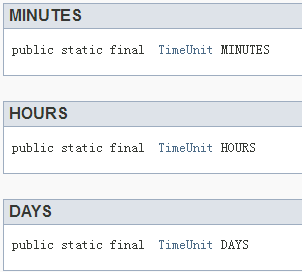 MINUTES
public static final TimeUnit MINUTES
HOURS
public static final TimeUnit HOURS
DAYS
public static final TimeUnit DAYS